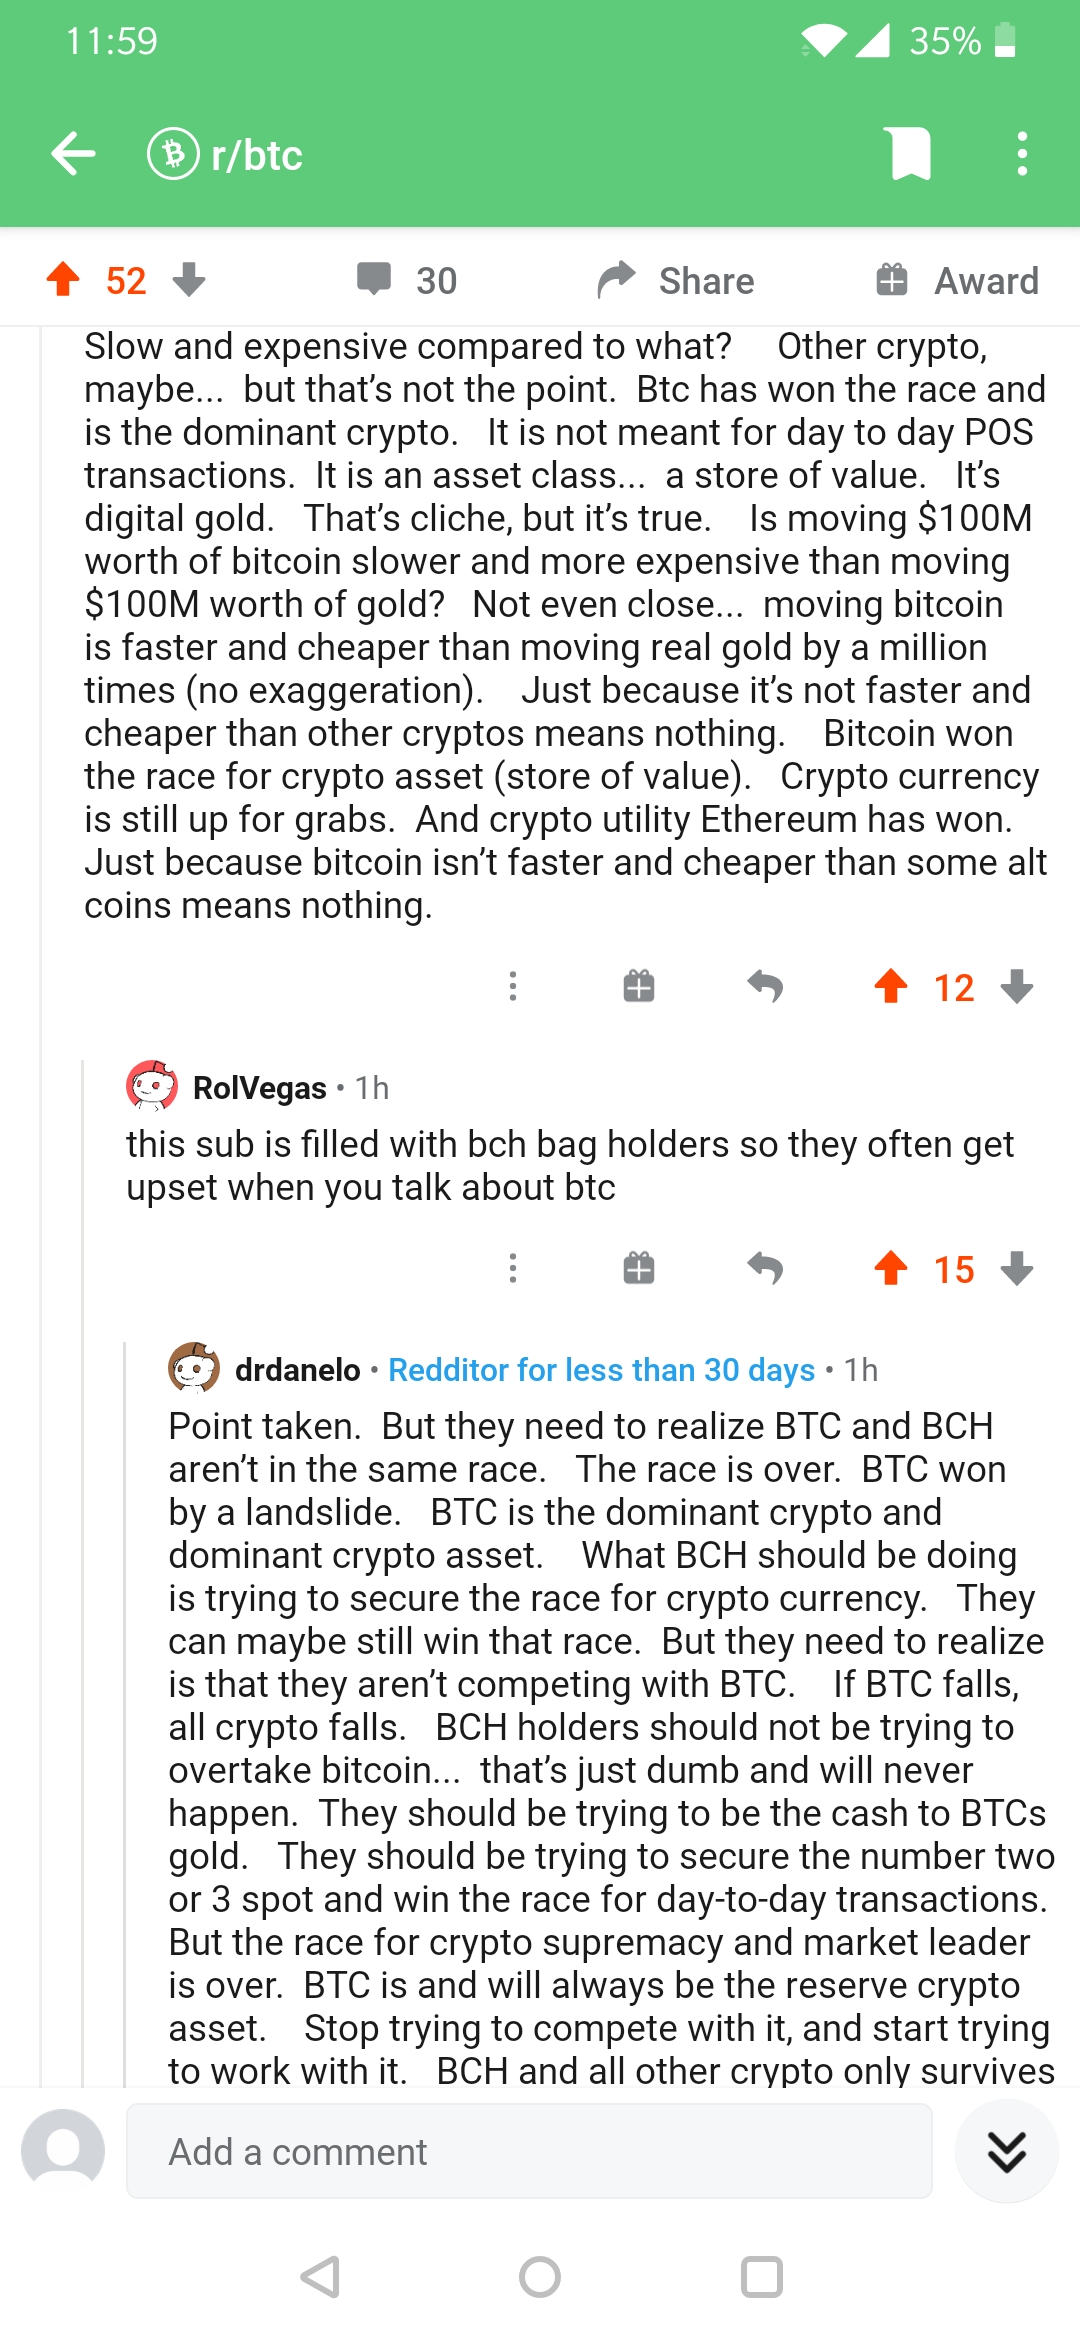 11:59
35%
r/btc
52
30
Share
Award
Slow and expensive compared to what? Other crypto,
maybe... but that's not the point. Btc has won the race and
is the dominant crypto. It is not meant for day to day POS
transactions. It is an asset class... a store of value. It's
digital gold. That's cliche, but it's true. Is moving $100M
worth of bitcoin slower and more expensive than moving
$100M worth of gold? Not even close... moving bitcoin
is faster and cheaper than moving real gold by a million
times (no exaggeration). Just because it's not faster and
cheaper than other cryptos means nothing. Bitcoin won
the race for crypto asset (store of value). Crypto currency
is still up for grabs. And crypto utility Ethereum has won.
Just because bitcoin isn't faster and cheaper than some alt
coins means nothing.
12
RolVegas • 1h
this sub is filled with bch bag holders so they often get
upset when you talk about btc
15
drdanelo • Redditor for less than 30 days • 1h
Point taken. But they need to realize BTC and BCH
aren't in the same race. The race is over. BTC won
by a landslide. BTC is the dominant crypto and
dominant crypto asset. What BCH should be doing
is trying to secure the race for crypto currency. They
can maybe still win that race. But they need to realize
is that they aren't competing with BTC. If BTC falls,
all crypto falls. BCH holders should not be trying to
overtake bitcoin... that's just dumb and will never
happen. They should be trying to be the cash to BTCs
gold. They should be trying to secure the number two
or 3 spot and win the race for day-to-day transactions.
But the race for crypto supremacy and market leader
is over. BTC is and will always be the reserve crypto
asset. Stop trying to compete with it, and start trying
to work with it. BCH and all other crypto only survives
Add a comment